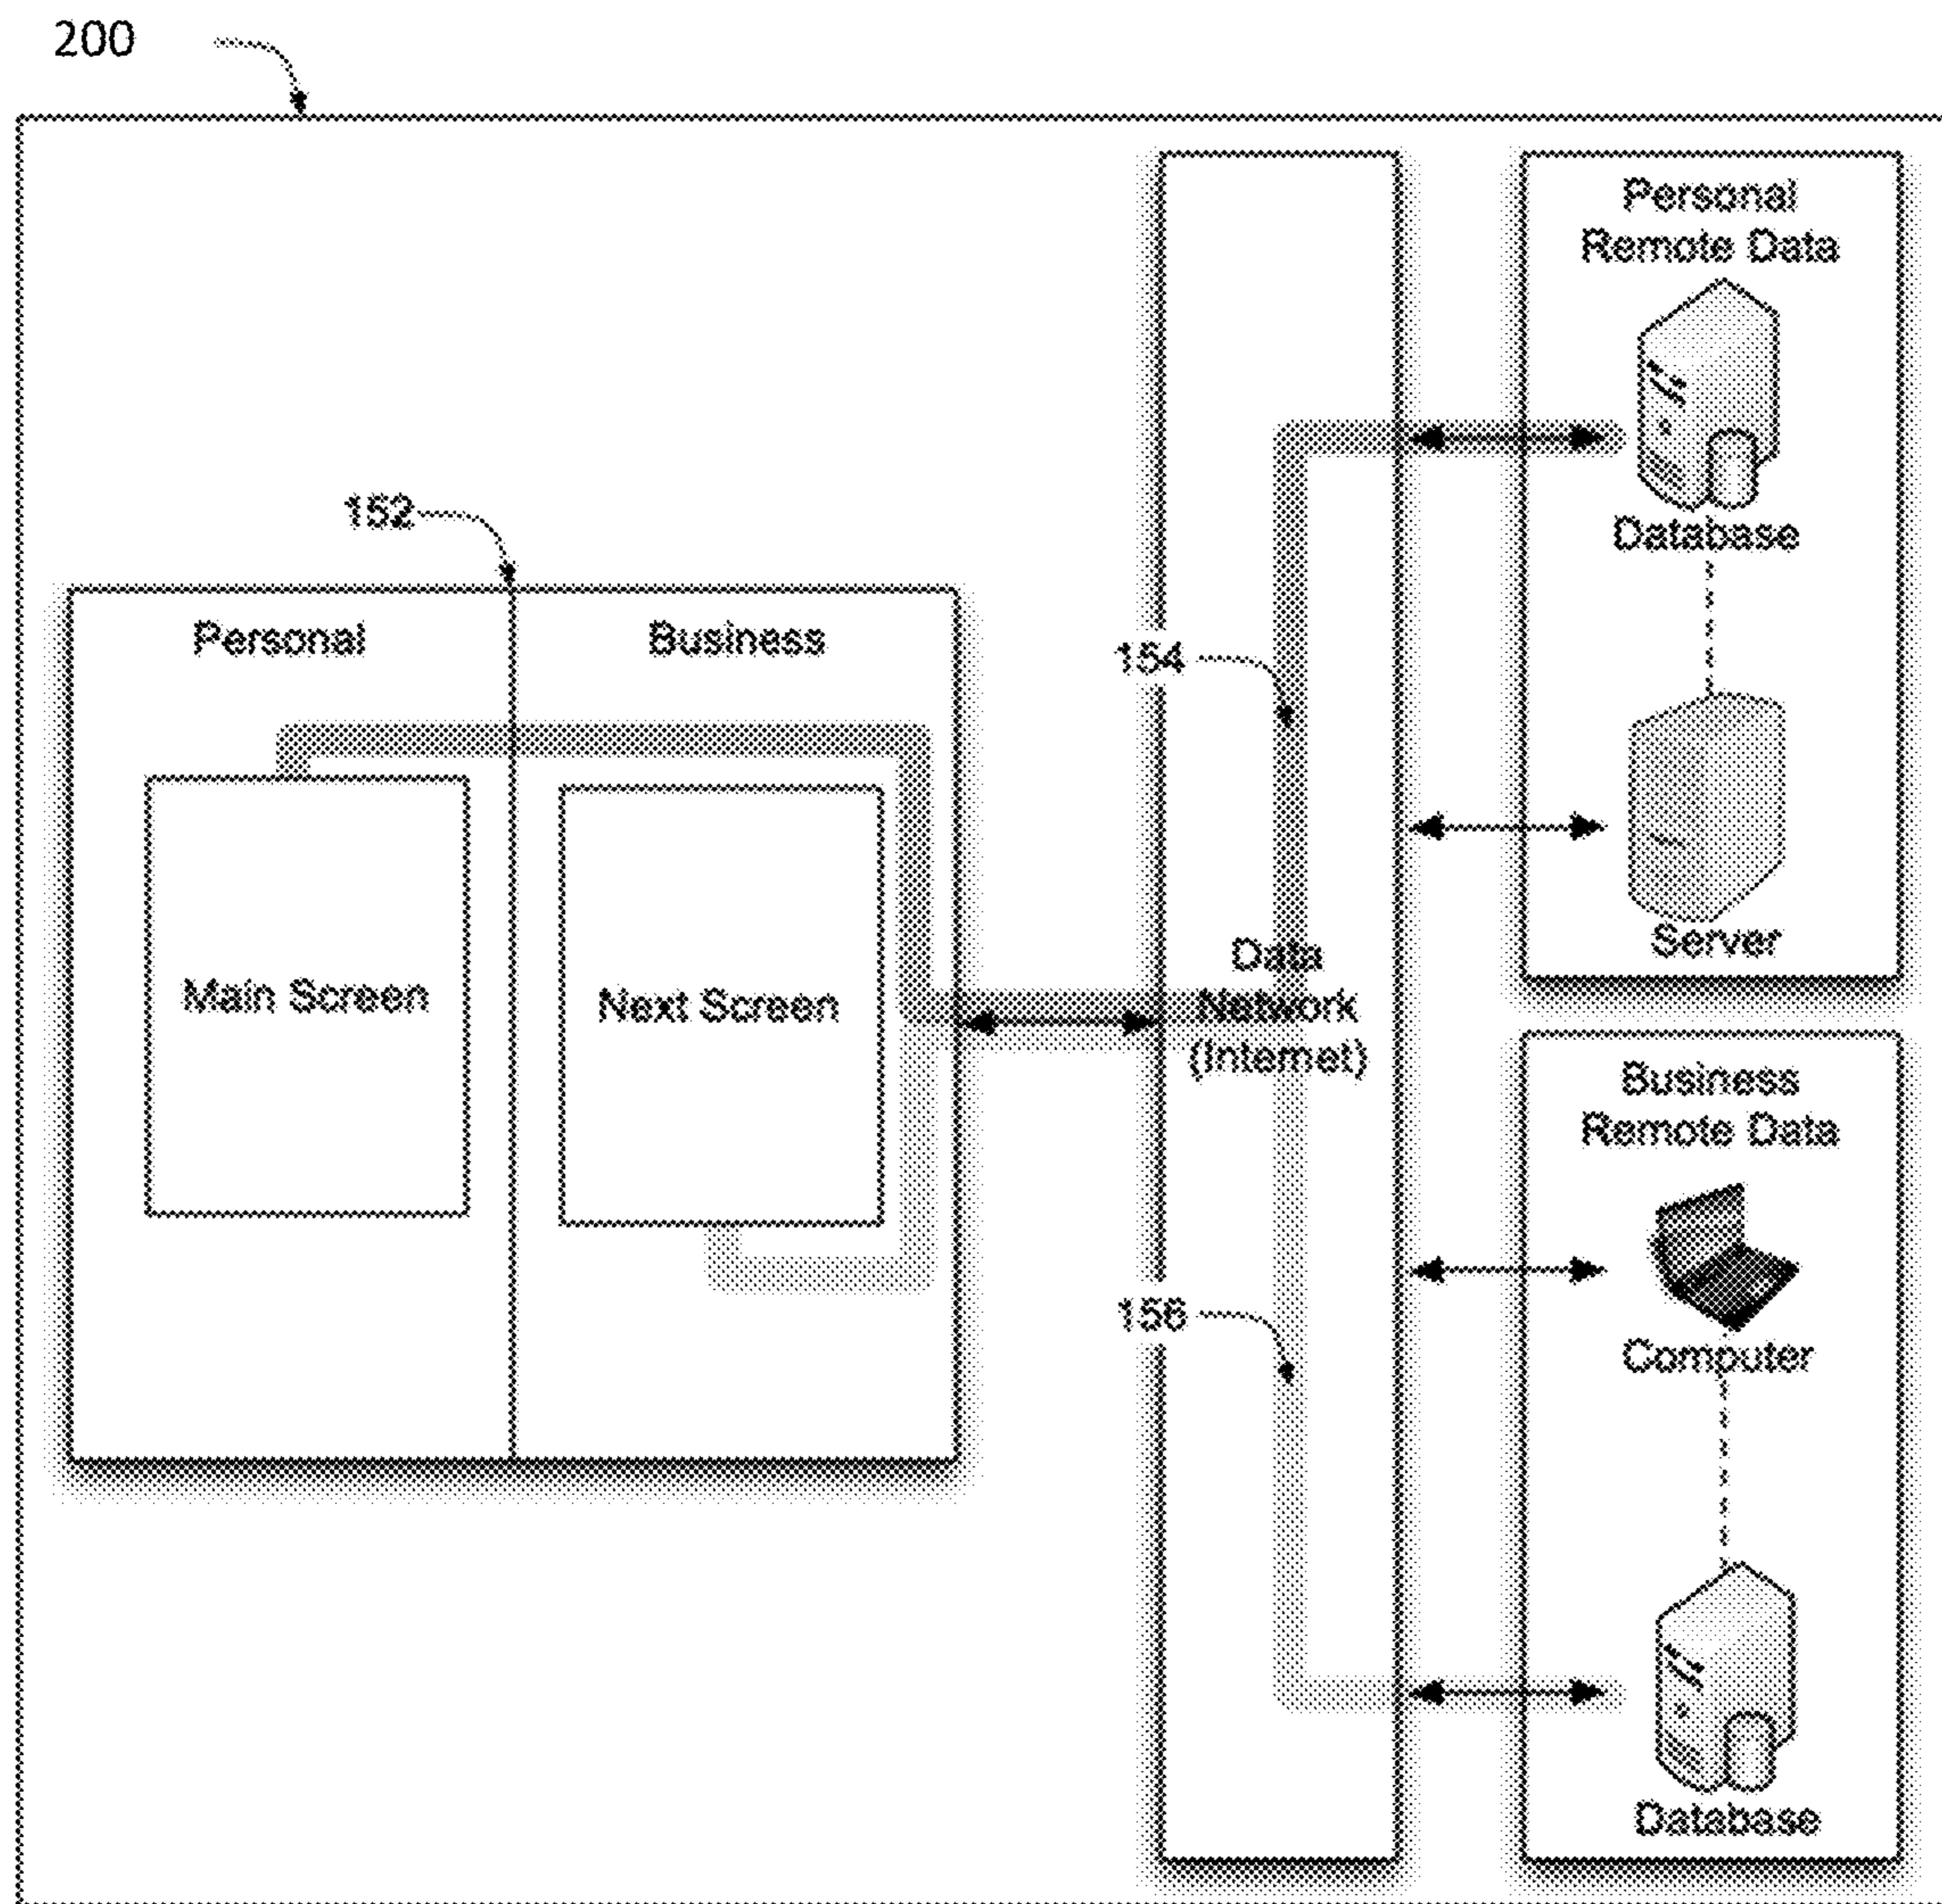 200
Personal
Remote Data
Database
152
Personal
Business
154
Server
Data
Network
(Internet)
Main Screen
Next Screen
Business
Remote Data
156
Computer
Database